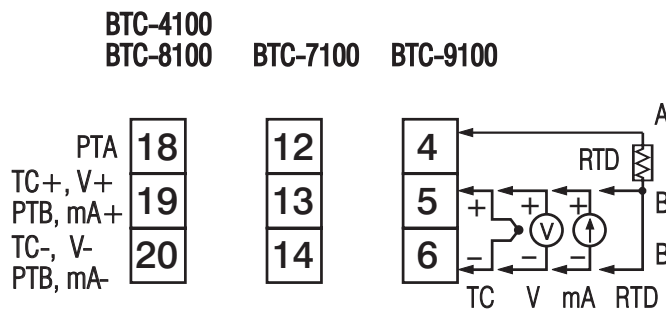 BTC-4100
BTC-8100 BTC-7100 BTC-9100
PTA 18 12 4 RTD A
TC+, V+
PTB, mA+ 19 13 5 + + + B
TC-, V-
PTB, mA- 20 14 6 - V - - B
TC V mA RTD